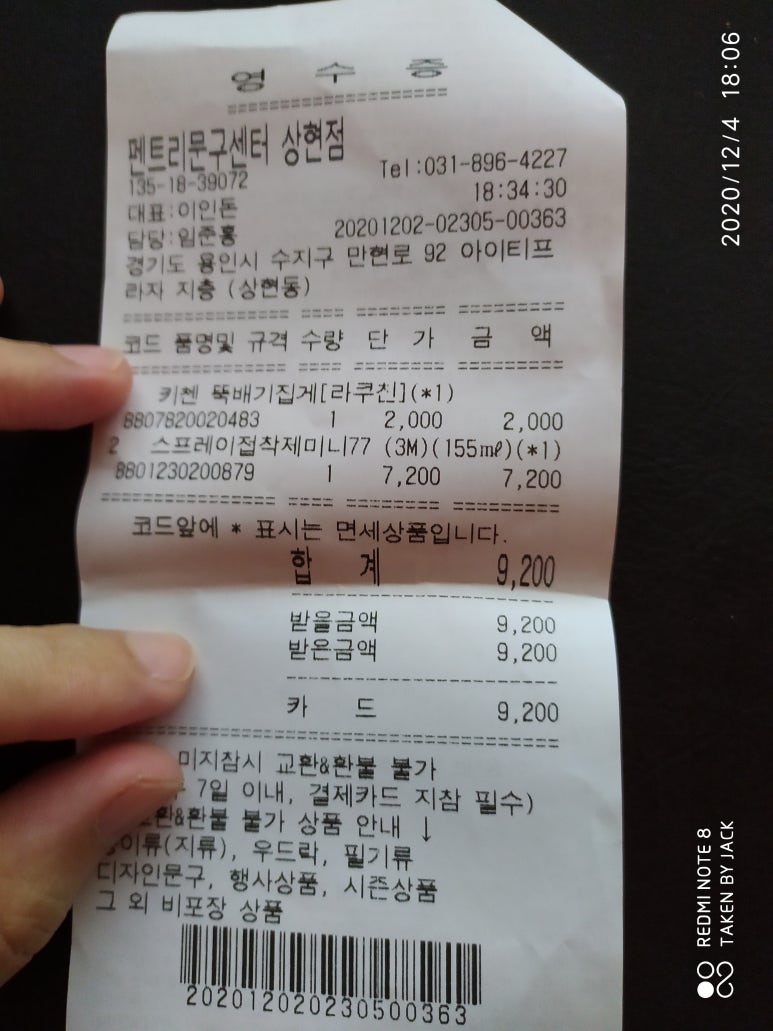 영 수 증
펜트리문구센터 상현점
135-18-39072 Tel:031-896-4227
대표:이인돈 18:34:30
담당:임준홍 20201202-02305-00363
경기도 용인시 수지구 만현로 92 아이티프
라자 지층 (상현동)
코드 품명및 규격 수량 단 가 금 액
키첸 뚝배기집게[라쿠진](*1)
8807820020483 1 2,000 2,000
2 스프레이접착제미니77 (3M)(155㎖)(*1)
8801230200879 1 7,200 7,200
코드앞에 * 표시는 면세상품입니다.
합 계 9,200
받을금액 9,200
받은금액 9,200
카 드 9,200
미지참시 교환&환불 불가
7일 이내, 결제카드 지참 필수)
환&환불 불가 상품 안내 ↓
이류(지류), 우드락, 필기류
디자인문구, 행사상품, 시즌상품
그 외 비포장 상품
202012020230500363
2020/12/4 18:06
REDMI NOTE 8
TAKEN BY JACK